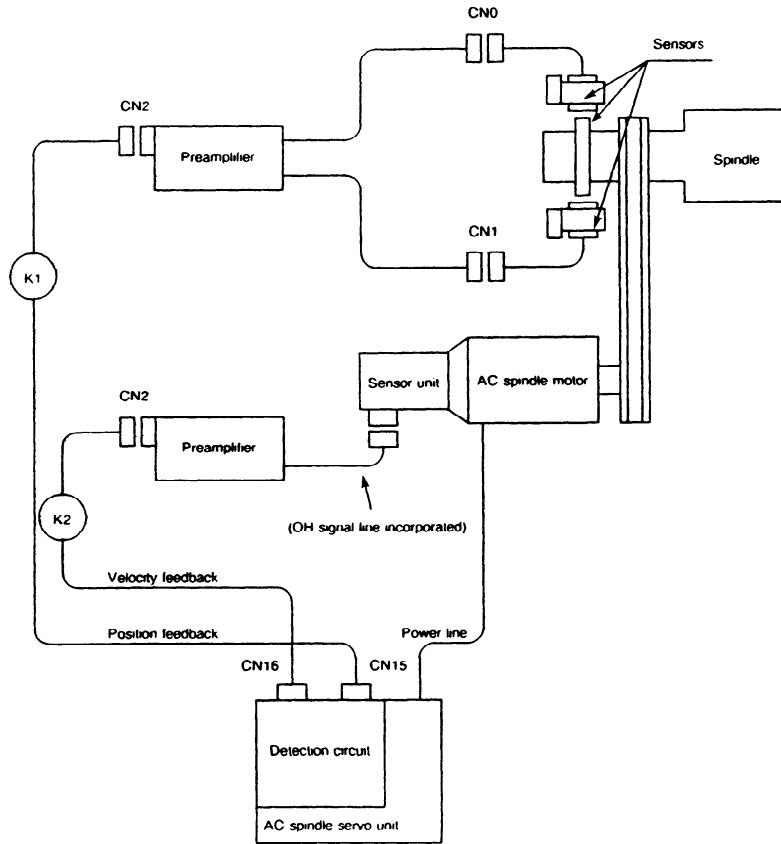 CN0
Sensors
CN2
Preamplifier
Spindle
CN1
K1
Sensor unit
AC spindle motor
CN2
Preamplifier
K2
(OH signal line incorporated)
Velocity feedback
Position feedback
Power line
CN16
CN15
Detection circuit
AC spindle servo unit